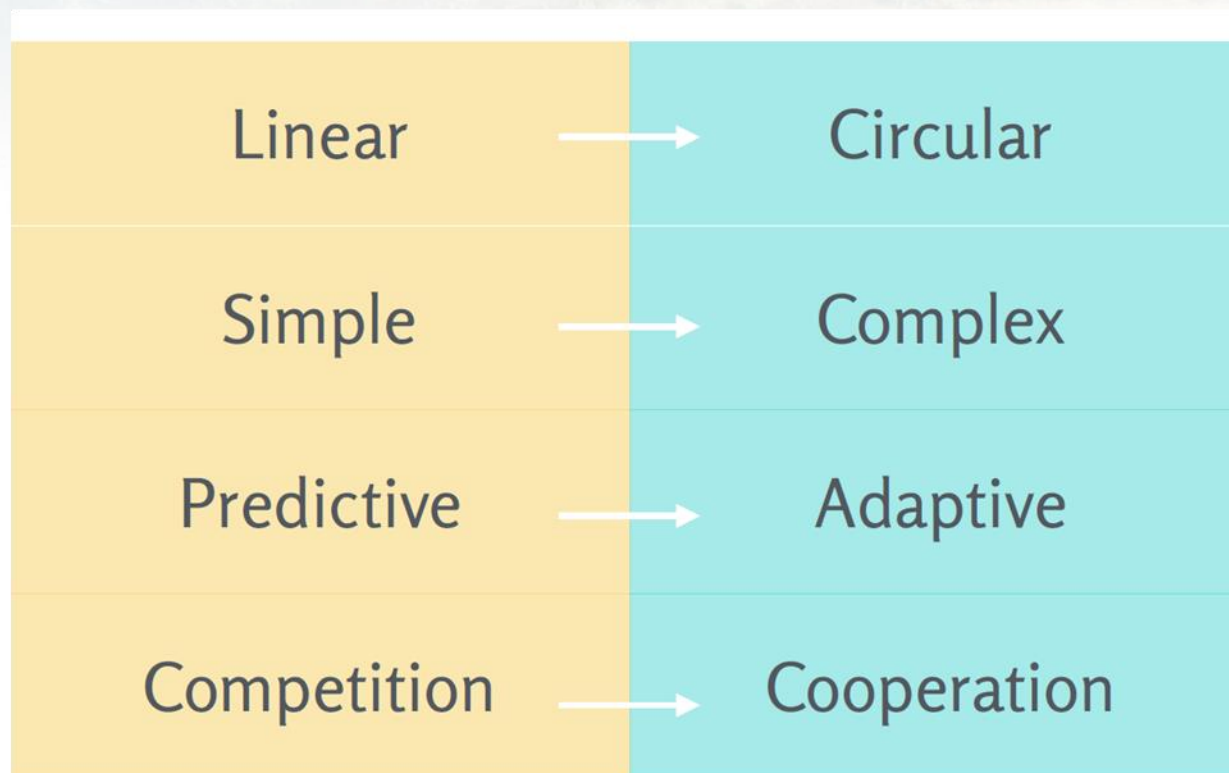 Linear → Circular
Simple → Complex
Predictive → Adaptive
Competition → Cooperation